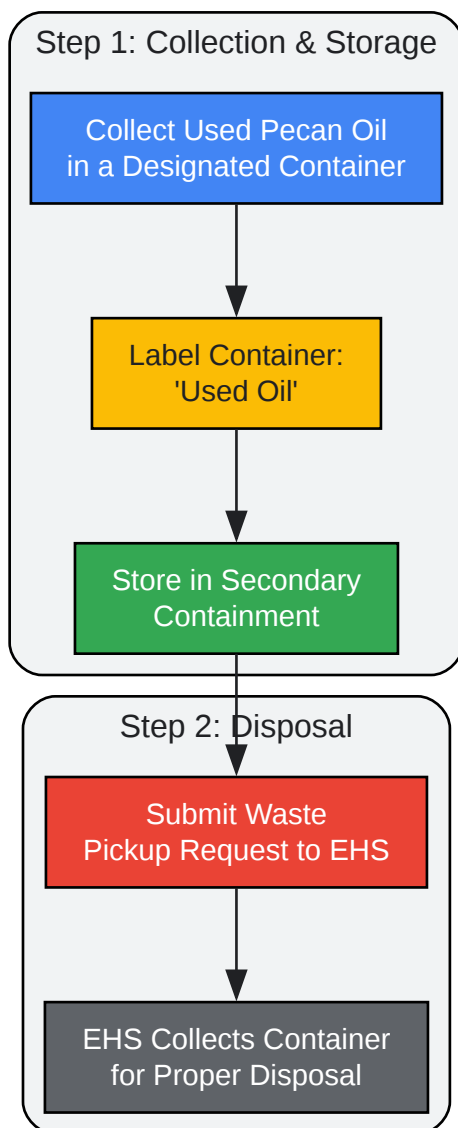 Step 1: Collection & Storage
Collect Used Pecan Oil
in a Designated Container
Label Container:
'Used Oil'
Store in Secondary
Containment
Step 2: Disposal
Submit Waste
Pickup Request to EHS
EHS Collects Container
for Proper Disposal